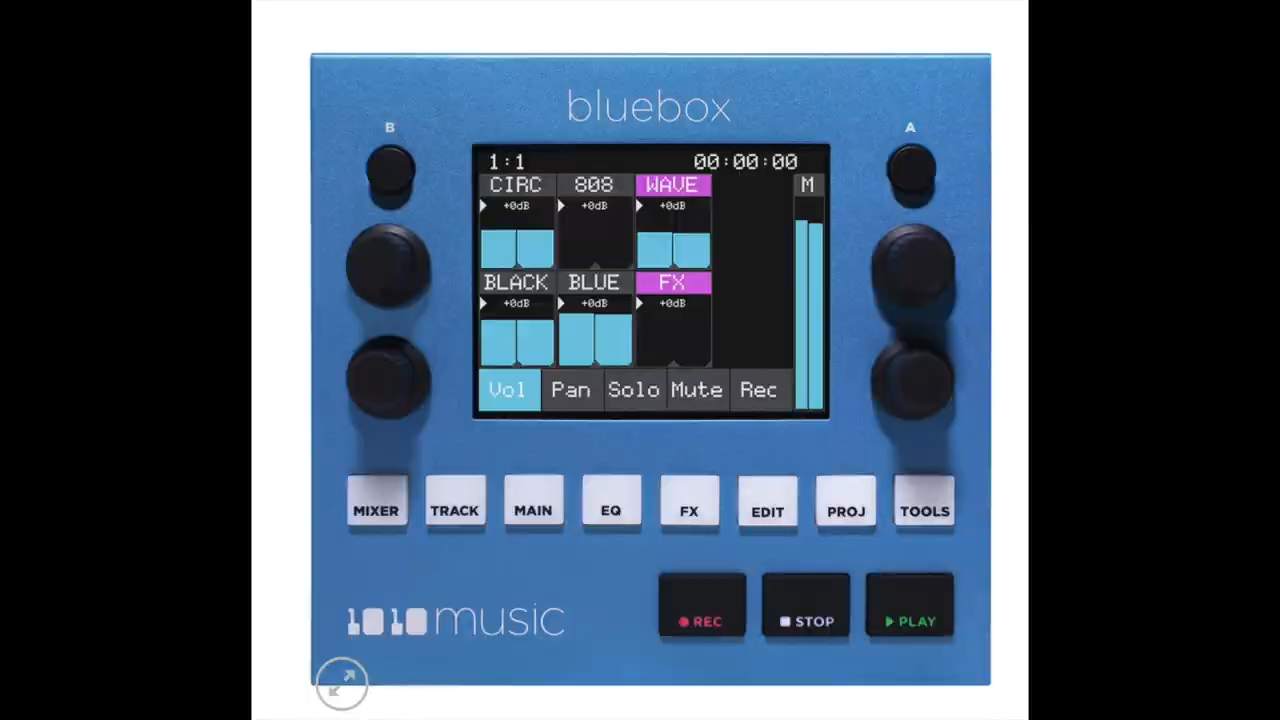 bluebox
B
A
1:1 00:00:00
CIRC 808 WAVE M
+0dB +0dB +0dB
BLACK BLUE FX
+0dB +0dB +0dB
Vol Pan Solo Mute Rec
MIXER TRACK MAIN EQ FX EDIT PROJ TOOLS
1010music
REC STOP PLAY